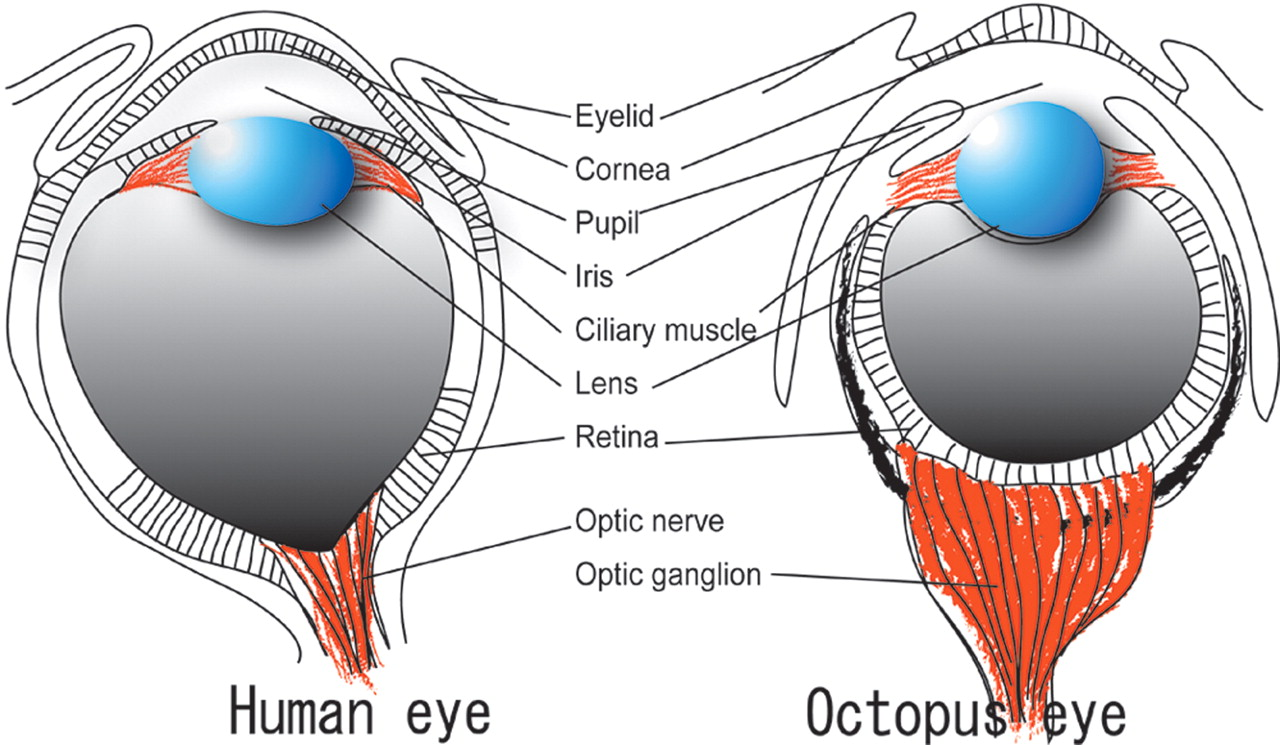 Eyelid
Cornea
Pupil
Iris
Ciliary muscle
Lens
Retina
Optic nerve
Optic ganglion
Human eye
Octopus eye